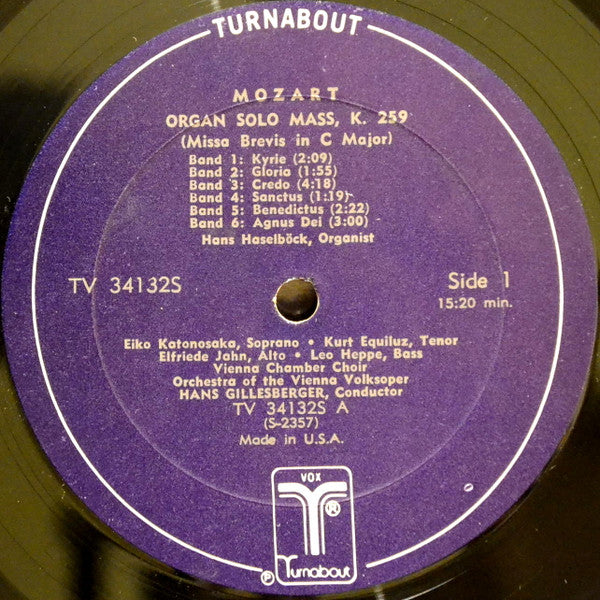 TURNABOUT
MOZART
ORGAN SOLO MASS, K. 259
(Missa Brevis in C Major)
Band 1: Kyrie (2:09)
Band 2: Gloria (1:55)
Band 3: Credo (4:18)
Band 4: Sanctus (1:19)
Band 5: Benedictus (2:22)
Band 6: Agnus Dei (3:00)
Hans Haselböck, Organist
TV 34132S
Side 1
15:20 min.
Eiko Katonosaka, Soprano • Kurt Equiluz, Tenor
Elfriede Jahn, Alto • Leo Heppe, Bass
Vienna Chamber Choir
Orchestra of the Vienna Volksoper
HANS GILLESBERGER, Conductor
TV 34132S A
(S-2357)
Made in U.S.A.
VOX
T®
℗ Turnabout